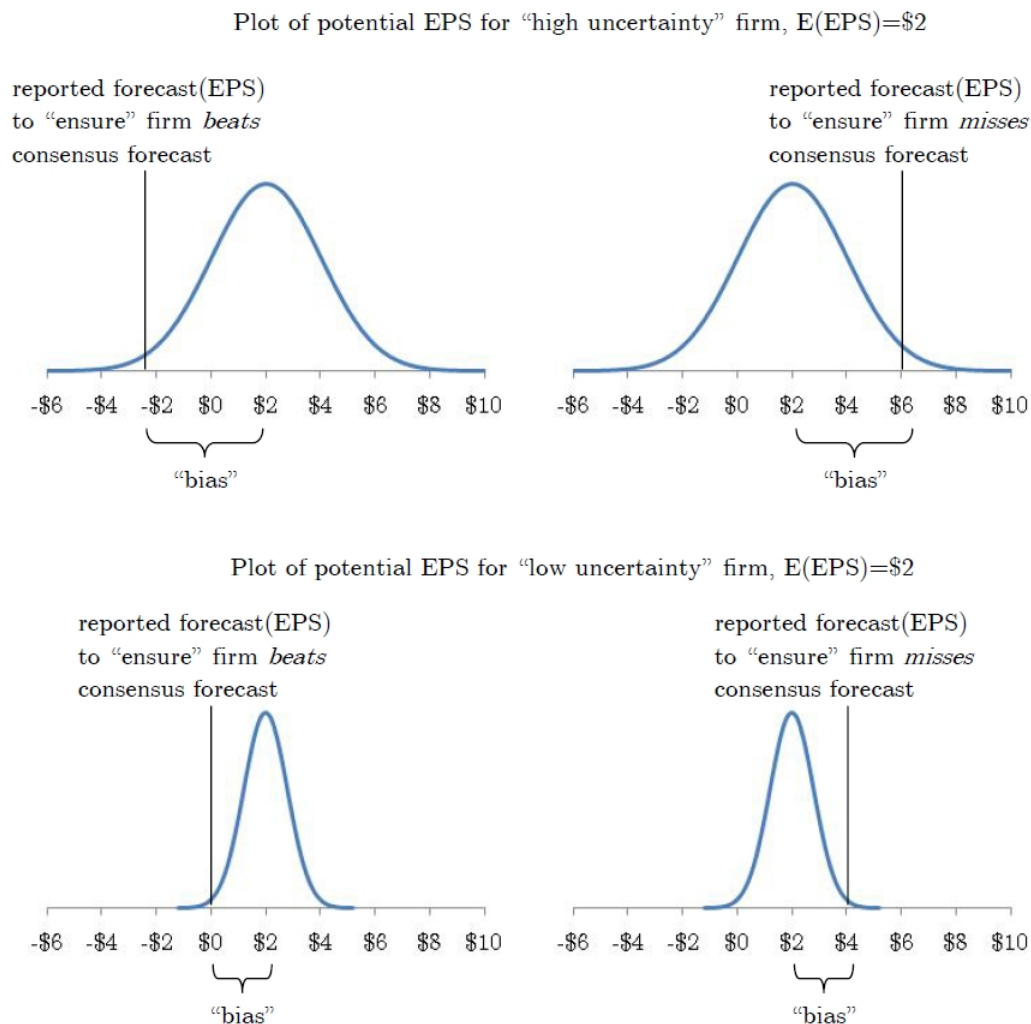 Plot of potential EPS for “high uncertainty” firm, E(EPS)=$2
reported forecast(EPS)
to “ensure” firm beats
consensus forecast
reported forecast(EPS)
to “ensure” firm misses
consensus forecast
-$6 -$4 -$2 $0 $2 $4 $6 $8 $10
-$6 -$4 -$2 $0 $2 $4 $6 $8 $10
“bias”
“bias”
Plot of potential EPS for “low uncertainty” firm, E(EPS)=$2
reported forecast(EPS)
to “ensure” firm beats
consensus forecast
reported forecast(EPS)
to “ensure” firm misses
consensus forecast
-$6 -$4 -$2 $0 $2 $4 $6 $8 $10
-$6 -$4 -$2 $0 $2 $4 $6 $8 $10
“bias”
“bias”